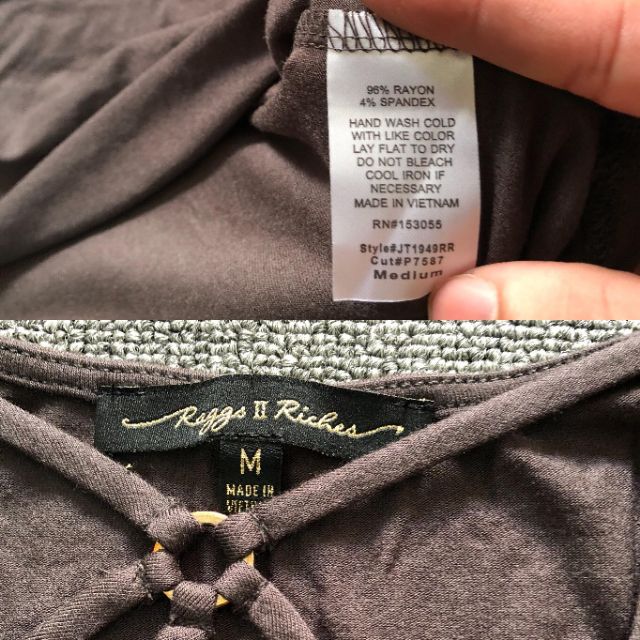 96% RAYON
4% SPANDEX
HAND WASH COLD
WITH LIKE COLOR
LAY FLAT TO DRY
DO NOT BLEACH
COOL IRON IF
NECESSARY
MADE IN VIETNAM
RN#153055
Style#JT1949RR
Cut#P7587
Medium
Riggs II Riches
M
MADE IN